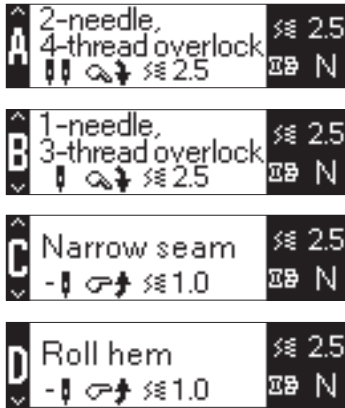 A
2-needle,
4-thread overlock
2.5
2.5
N
B
1-needle,
3-thread overlock
2.5
2.5
N
C
Narrow seam
- 1.0
2.5
N
D
Roll hem
- 1.0
2.5
N